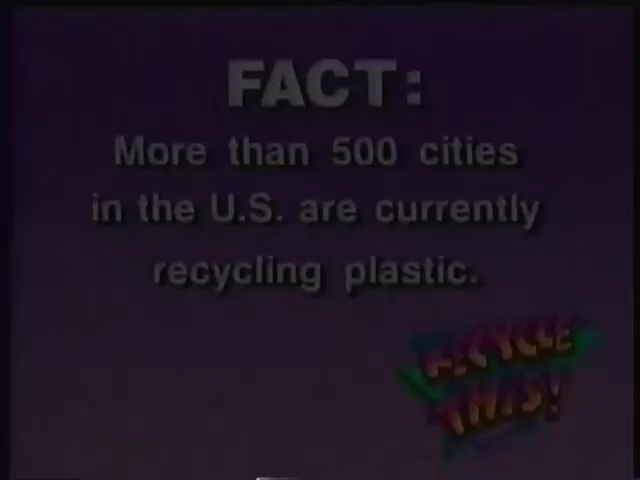 FACT:
More than 500 cities
in the U.S. are currently
recycling plastic.
RECYCLE
THIS!